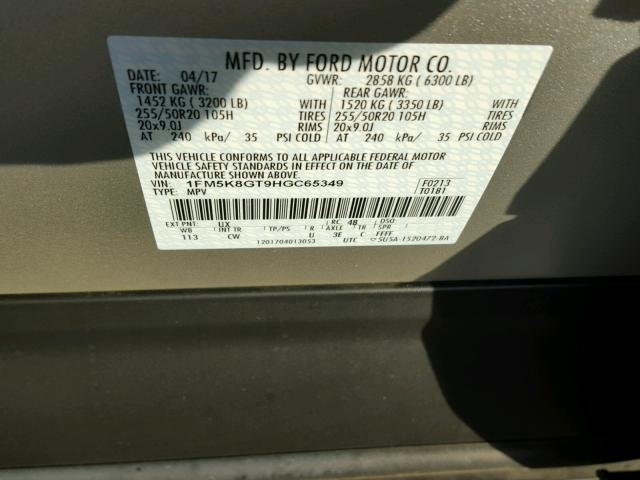 MFD. BY FORD MOTOR CO.
DATE: 04/17 GVWR: 2858 KG ( 6300 LB)
FRONT GAWR: REAR GAWR:
1452 KG ( 3200 LB) WITH 1520 KG ( 3350 LB) WITH
255/50R20 105H TIRES 255/50R20 105H TIRES
20x9.0J RIMS 20x9.0J RIMS
AT 240 kPa/ 35 PSI COLD AT 240 kPa/ 35 PSI COLD
THIS VEHICLE CONFORMS TO ALL APPLICABLE FEDERAL MOTOR
VEHICLE SAFETY STANDARDS IN EFFECT ON THE DATE OF
MANUFACTURE SHOWN ABOVE.
VIN: 1FM5K8GT9HGC65349 F0213
TYPE: MPV T0181
EXT PNT: UX RC: 48 DSO:
WB INT TR TP/PS R AXLE TR SPR
113 CW U 3E C FFFF
1201704013053 UTC 5U5A-1520472-BA